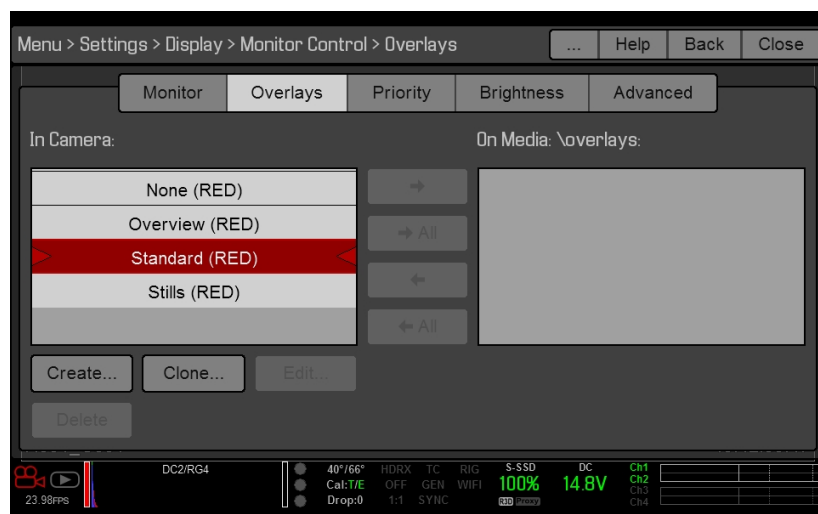 Menu > Settings > Display > Monitor Control > Overlays
... Help Back Close
Monitor Overlays Priority Brightness Advanced
In Camera:
On Media: \overlays:
None (RED)
Overview (RED)
Standard (RED)
Stills (RED)
→
→ All
←
← All
Create... Clone... Edit...
Delete
DC2/RG4
23.98FPS
40°/66° HDRX TC RIG S-SSD DC Ch1
Cal:T/E OFF GEN WIFI 100% 14.8V Ch2
Drop:0 1:1 SYNC R3D Proxy Ch3
Ch4